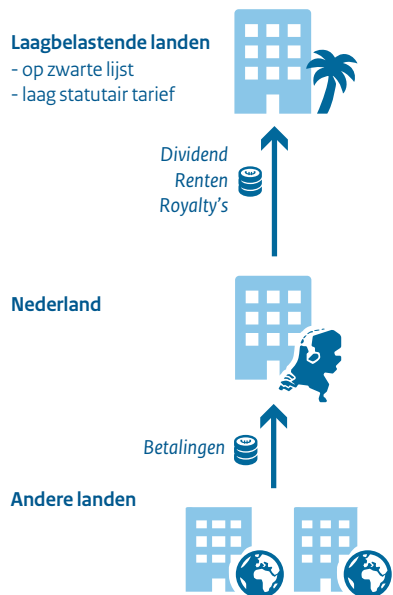 Laagbelastende landen
- op zwarte lijst
- laag statutair tarief
Dividend
Renten
Royalty's
Nederland
Betalingen
Andere landen